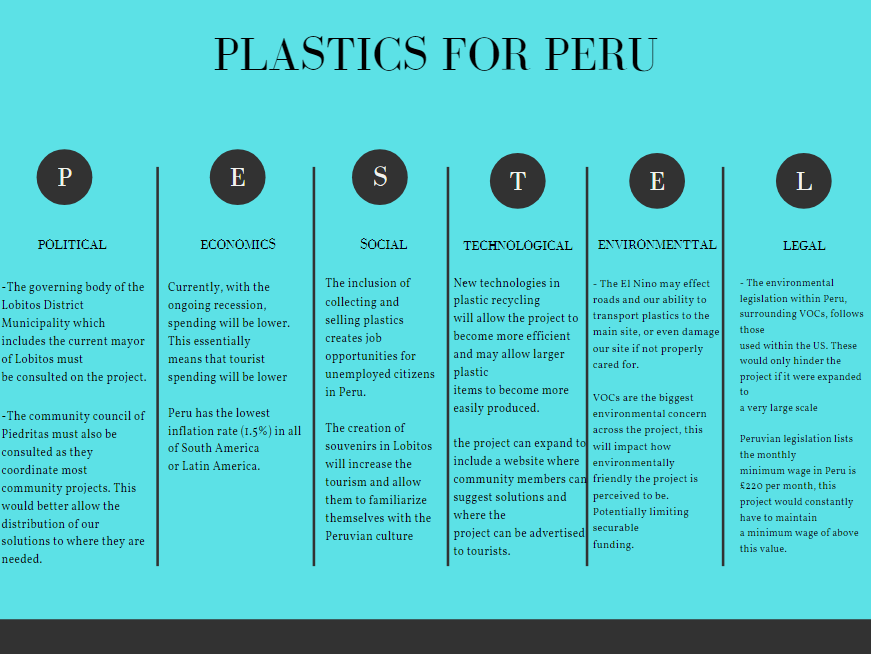 PLASTICS FOR PERU
P
POLITICAL
-The governing body of the
Lobitos District
Municipality which
includes the current mayor
of Lobitos must
be consulted on the project.
-The community council of
Piedritas must also be
consulted as they
coordinate most
community projects. This
would better allow the
distribution of our
solutions to where they are
needed.
E
ECONOMICS
Currently, with the
ongoing recession,
spending will be lower.
This essentially
means that tourist
spending will be lower
Peru has the lowest
inflation rate (1.5%) in all
of South America
or Latin America.
S
SOCIAL
The inclusion of
collecting and
selling plastics
creates job
opportunities for
unemployed citizens
in Peru.
The creation of
souvenirs in Lobitos
will increase the
tourism and allow
them to familiarize
themselves with the
Peruvian culture
T
TECHNOLOGICAL
New technologies in
plastic recycling
will allow the project to
become more efficient
and may allow larger
plastic
items to become more
easily produced.
the project can expand to
include a website where
community members can
suggest solutions and
where the
project can be advertised
to tourists.
E
ENVIRONMENTTAL
- The El Nino may effect
roads and our ability to
transport plastics to the
main site, or even damage
our site if not properly
cared for.
VOCs are the biggest
environmental concern
across the project, this
will impact how
environmentally
friendly the project is
perceived to be.
Potentially limiting
securable
funding.
L
LEGAL
- The environmental
legislation within Peru,
surrounding VOCs, follows
those
used within the US. These
would only hinder the
project if it were expanded
to
a very large scale
Peruvian legislation lists
the monthly
minimum wage in Peru is
£220 per month, this
project would constantly
have to maintain
a minimum wage of above
this value.